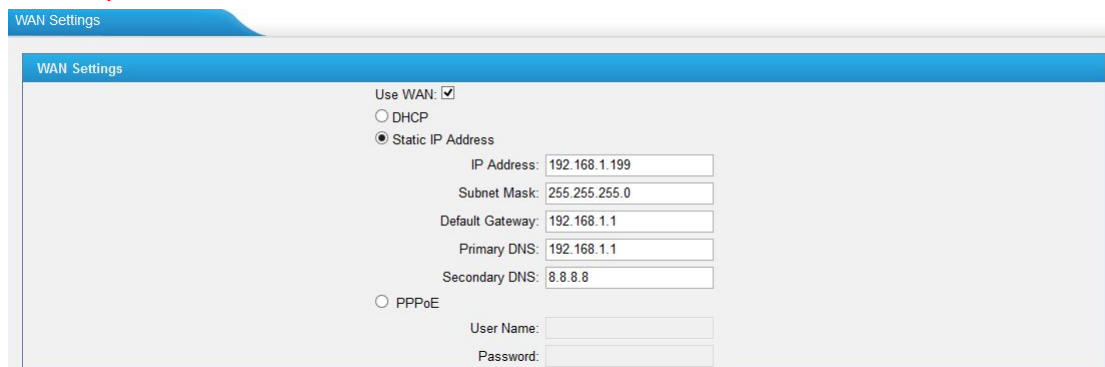 WAN Settings
WAN Settings
Use WAN:
DHCP
Static IP Address
IP Address: 192.168.1.199
Subnet Mask: 255.255.255.0
Default Gateway: 192.168.1.1
Primary DNS: 192.168.1.1
Secondary DNS: 8.8.8.8
PPPoE
User Name:
Password: